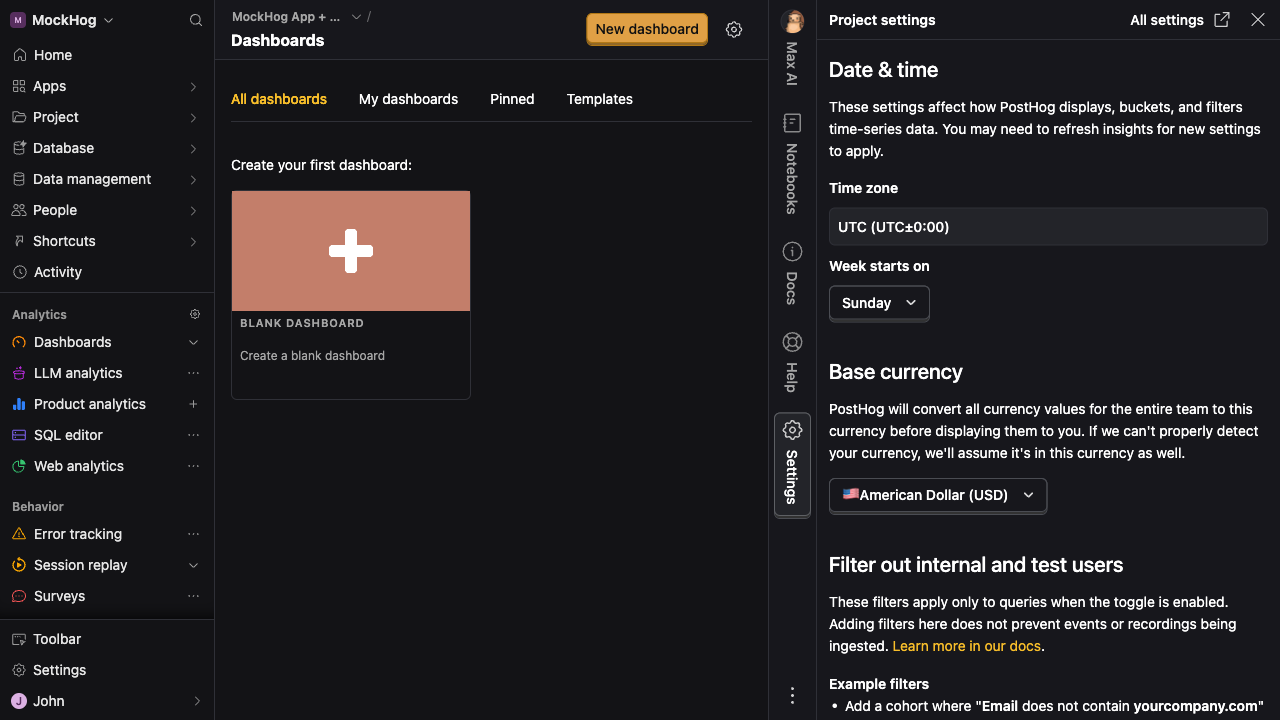 M MockHog
Home
Apps
Project
Database
Data management
People
Shortcuts
Activity
Analytics
Dashboards
LLM analytics
Product analytics
SQL editor
Web analytics
Behavior
Error tracking
Session replay
Surveys
Toolbar
Settings
J John
MockHog App + ... /
Dashboards
New dashboard
All dashboards My dashboards Pinned Templates
Create your first dashboard:
BLANK DASHBOARD
Create a blank dashboard
Max AI
Notebooks
Docs
Help
Settings
Project settings All settings
Date & time
These settings affect how PostHog displays, buckets, and filters
time-series data. You may need to refresh insights for new settings
to apply.
Time zone
UTC (UTC±0:00)
Week starts on
Sunday
Base currency
PostHog will convert all currency values for the entire team to this
currency before displaying them to you. If we can't properly detect
your currency, we'll assume it's in this currency as well.
🇺🇸American Dollar (USD)
Filter out internal and test users
These filters apply only to queries when the toggle is enabled.
Adding filters here does not prevent events or recordings being
ingested. Learn more in our docs.
Example filters
• Add a cohort where "Email does not contain yourcompany.com"